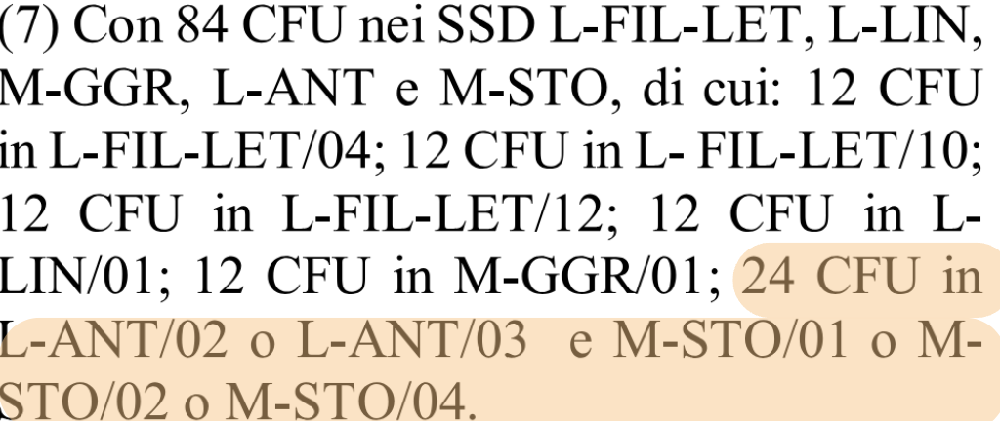 (7) Con 84 CFU nei SSD L-FIL-LET, L-LIN,
M-GGR, L-ANT e M-STO, di cui: 12 CFU
in L-FIL-LET/04; 12 CFU in L- FIL-LET/10;
12 CFU in L-FIL-LET/12; 12 CFU in L-
LIN/01; 12 CFU in M-GGR/01; 24 CFU in
L-ANT/02 o L-ANT/03 e M-STO/01 o M-
STO/02 o M-STO/04.